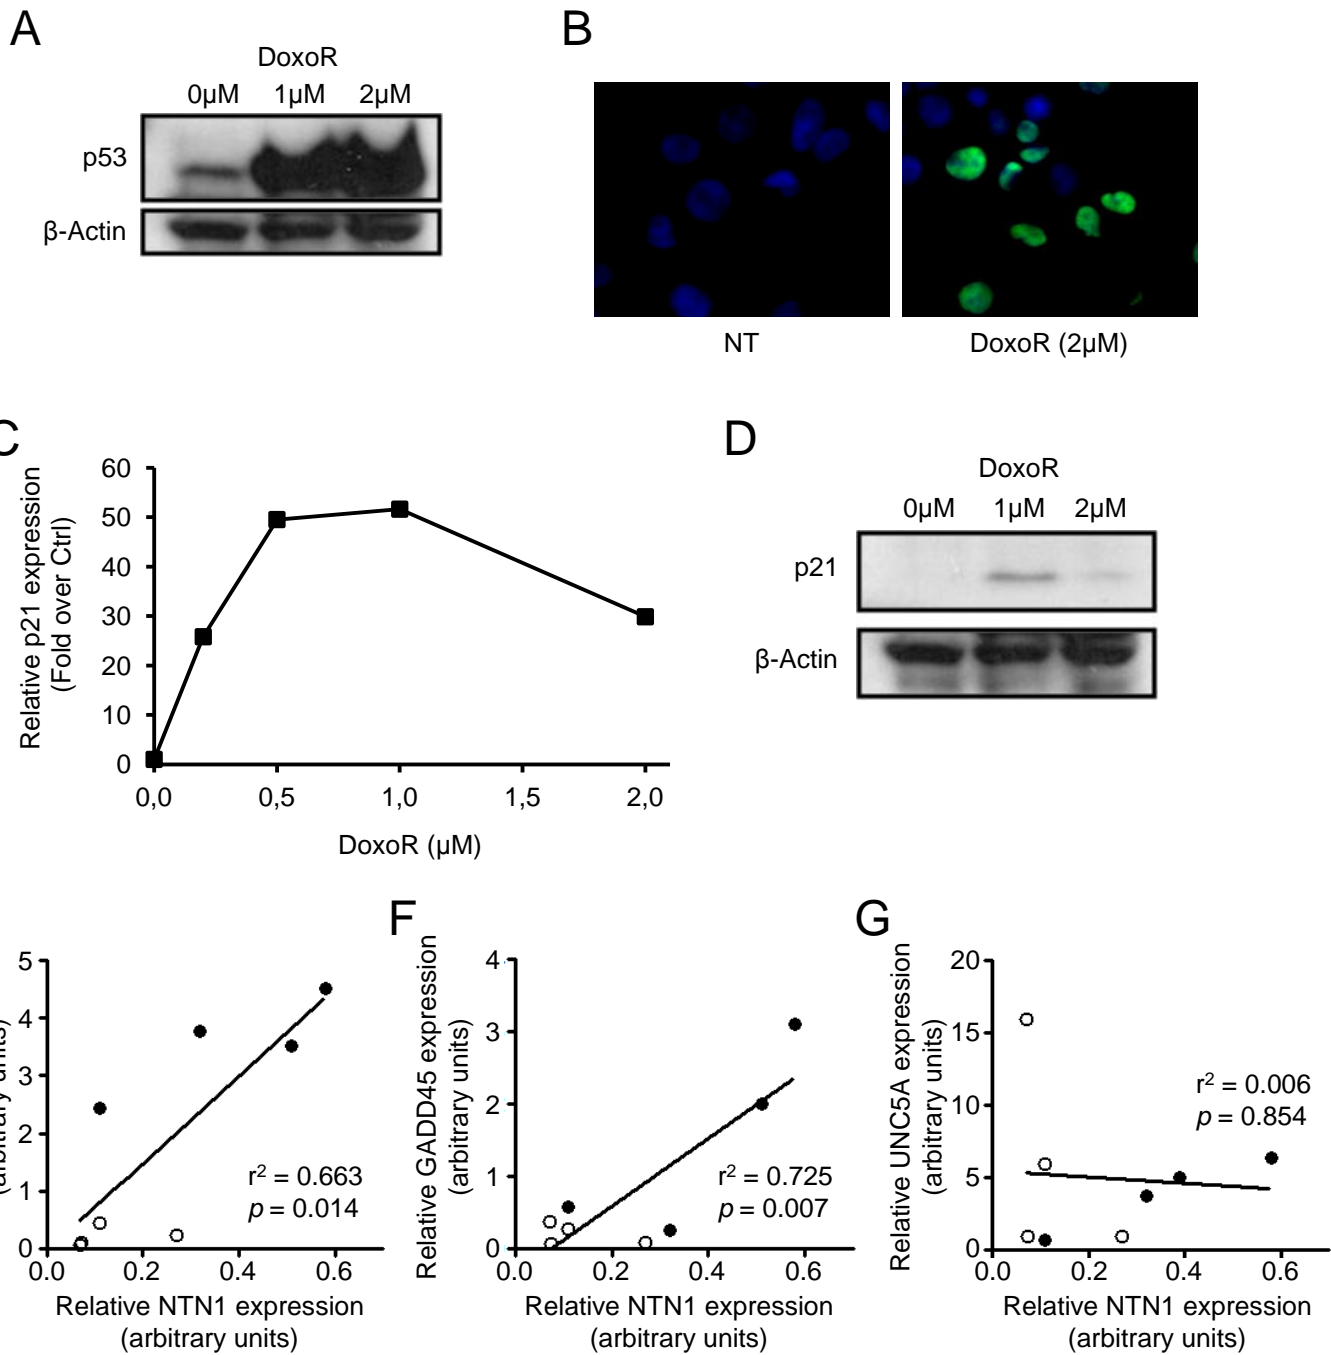 A
DoxoR
0µM 1µM 2µM
p53
β-Actin
B
NT
DoxoR (2µM)
C
Relative p21 expression
(Fold over Ctrl)
60
50
40
30
20
10
0
0,0 0,5 1,0 1,5 2,0
DoxoR (µM)
D
DoxoR
0µM 1µM 2µM
p21
β-Actin
(arbitrary units)
5
4
3
2
1
0
r² = 0.663
p = 0.014
0.0 0.2 0.4 0.6
Relative NTN1 expression
(arbitrary units)
F
Relative GADD45 expression
(arbitrary units)
4
3
2
1
0
r² = 0.725
p = 0.007
0.0 0.2 0.4 0.6
Relative NTN1 expression
(arbitrary units)
G
Relative UNC5A expression
(arbitrary units)
20
15
10
5
0
r² = 0.006
p = 0.854
0.0 0.2 0.4 0.6
Relative NTN1 expression
(arbitrary units)